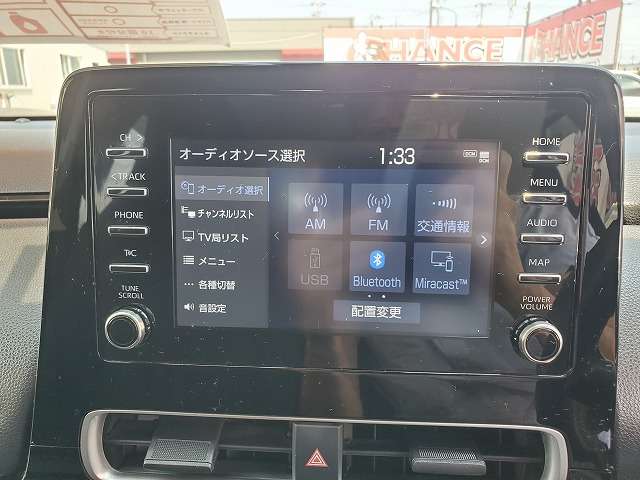 CHANCE
CHANCE
CH >
< TRACK
PHONE
TUNE
SCROLL
オーディオソース選択
1:33
DCM
オーディオ選択
チャンネルリスト
TV局リスト
メニュー
各種切替
音設定
AM
FM
交通情報
USB
Bluetooth
Miracast™
配置変更
HOME
MENU
AUDIO
MAP
POWER
VOLUME